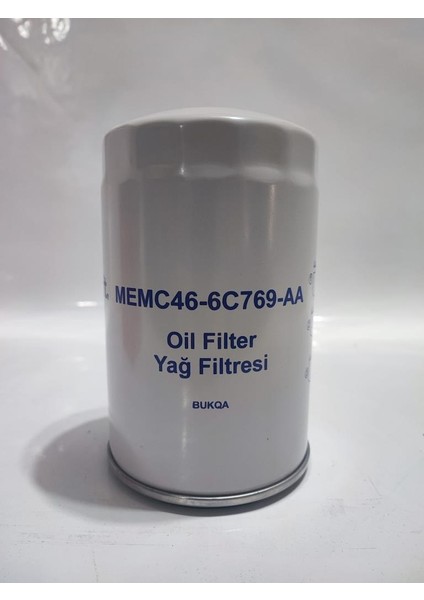 MEMC46-6C769-AA
Oil Filter
Yağ Filtresi
BUKQA